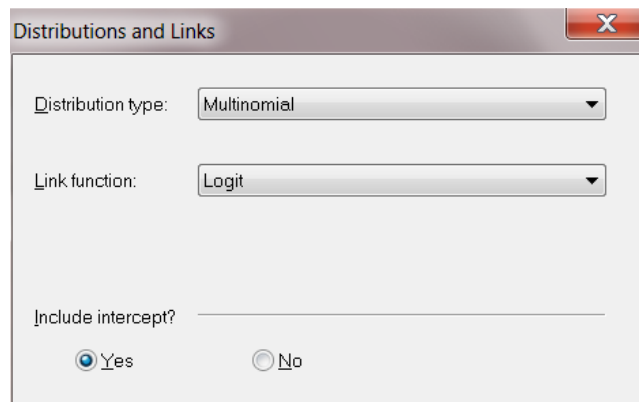 Distributions and Links
Distribution type:
Multinomial
Link function:
Logit
Include intercept?
Yes
No